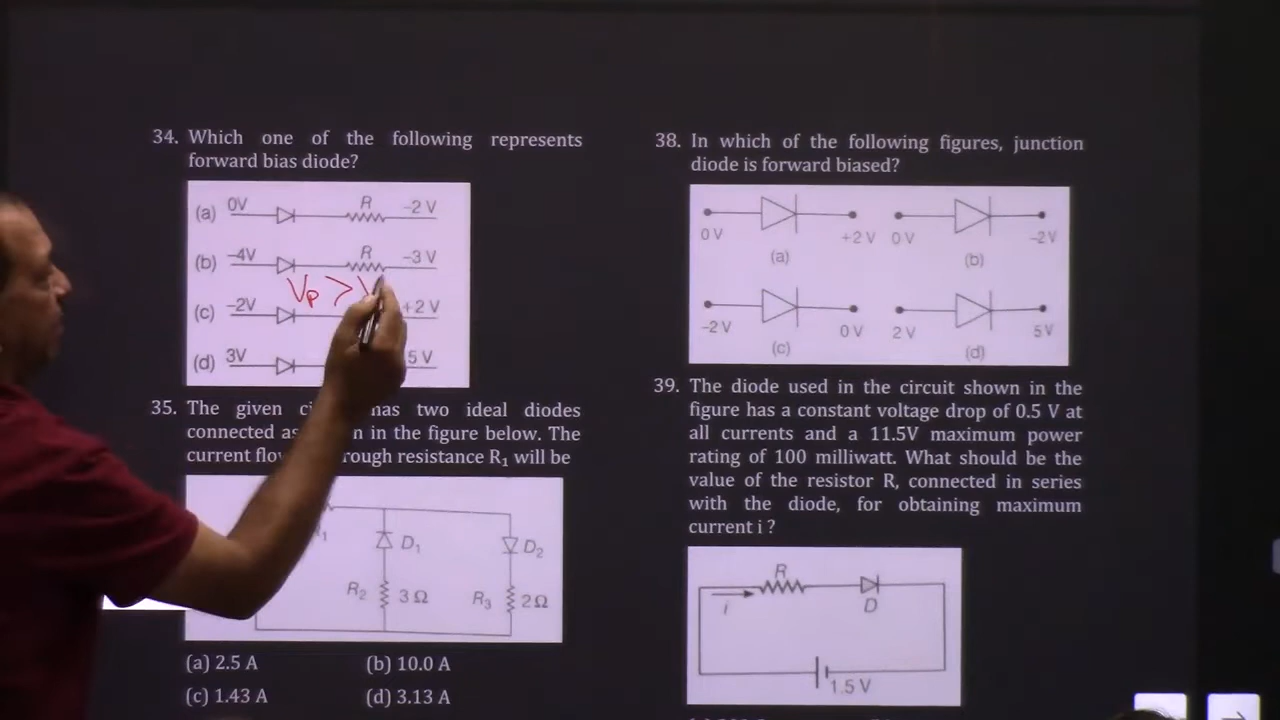 34. Which one of the following represents
forward bias diode?
(a) 0V R -2 V
(b) -4V R -3 V
Vp >
(c) -2V +2 V
(d) 3V 5 V
35. The given has two ideal diodes
connected in the figure below. The
current resistance R1 will be
D1 D2
R2 3 Ω R3 2 Ω
(a) 2.5 A (b) 10.0 A
(c) 1.43 A (d) 3.13 A
38. In which of the following figures, junction
diode is forward biased?
0 V +2 V 0 V -2 V
(a) (b)
-2 V 0 V 2 V 5 V
(c) (d)
39. The diode used in the circuit shown in the
figure has a constant voltage drop of 0.5 V at
all currents and a 11.5V maximum power
rating of 100 milliwatt. What should be the
value of the resistor R, connected in series
with the diode, for obtaining maximum
current i ?
R
i D
1.5 V